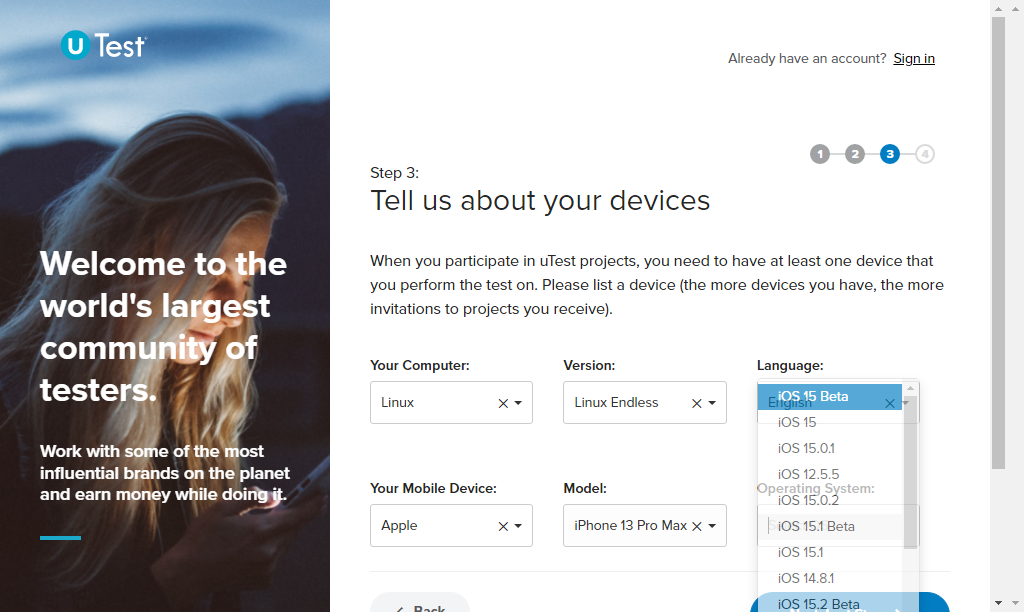 U Test
Already have an account? Sign in
1 2 3 4
Step 3:
Tell us about your devices
Welcome to the
world's largest
community of
testers.
Work with some of the most
influential brands on the planet
and earn money while doing it.
When you participate in uTest projects, you need to have at least one device that
you perform the test on. Please list a device (the more devices you have, the more
invitations to projects you receive).
Your Computer: Version: Language:
Linux Linux Endless English
Your Mobile Device: Model: Operating System:
Apple iPhone 13 Pro Max
iOS 15 Beta
iOS 15
iOS 15.0.1
iOS 12.5.5
iOS 15.0.2
iOS 15.1 Beta
iOS 15.1
iOS 14.8.1
iOS 15.2 Beta
Back